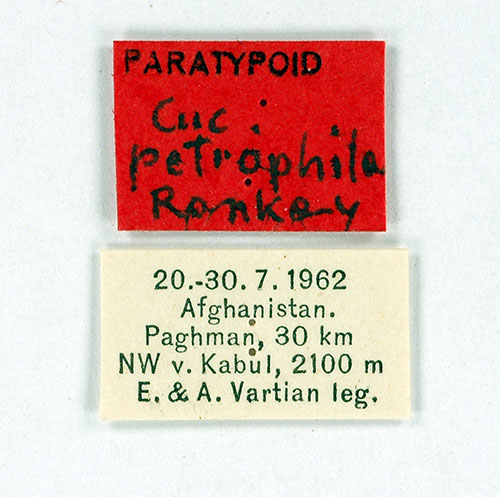 PARATYPOID
Cuc.
petrophila
Ronkay
20.-30. 7. 1962
Afghanistan.
Paghman, 30 km
NW v. Kabul, 2100 m
E. & A. Vartian leg.